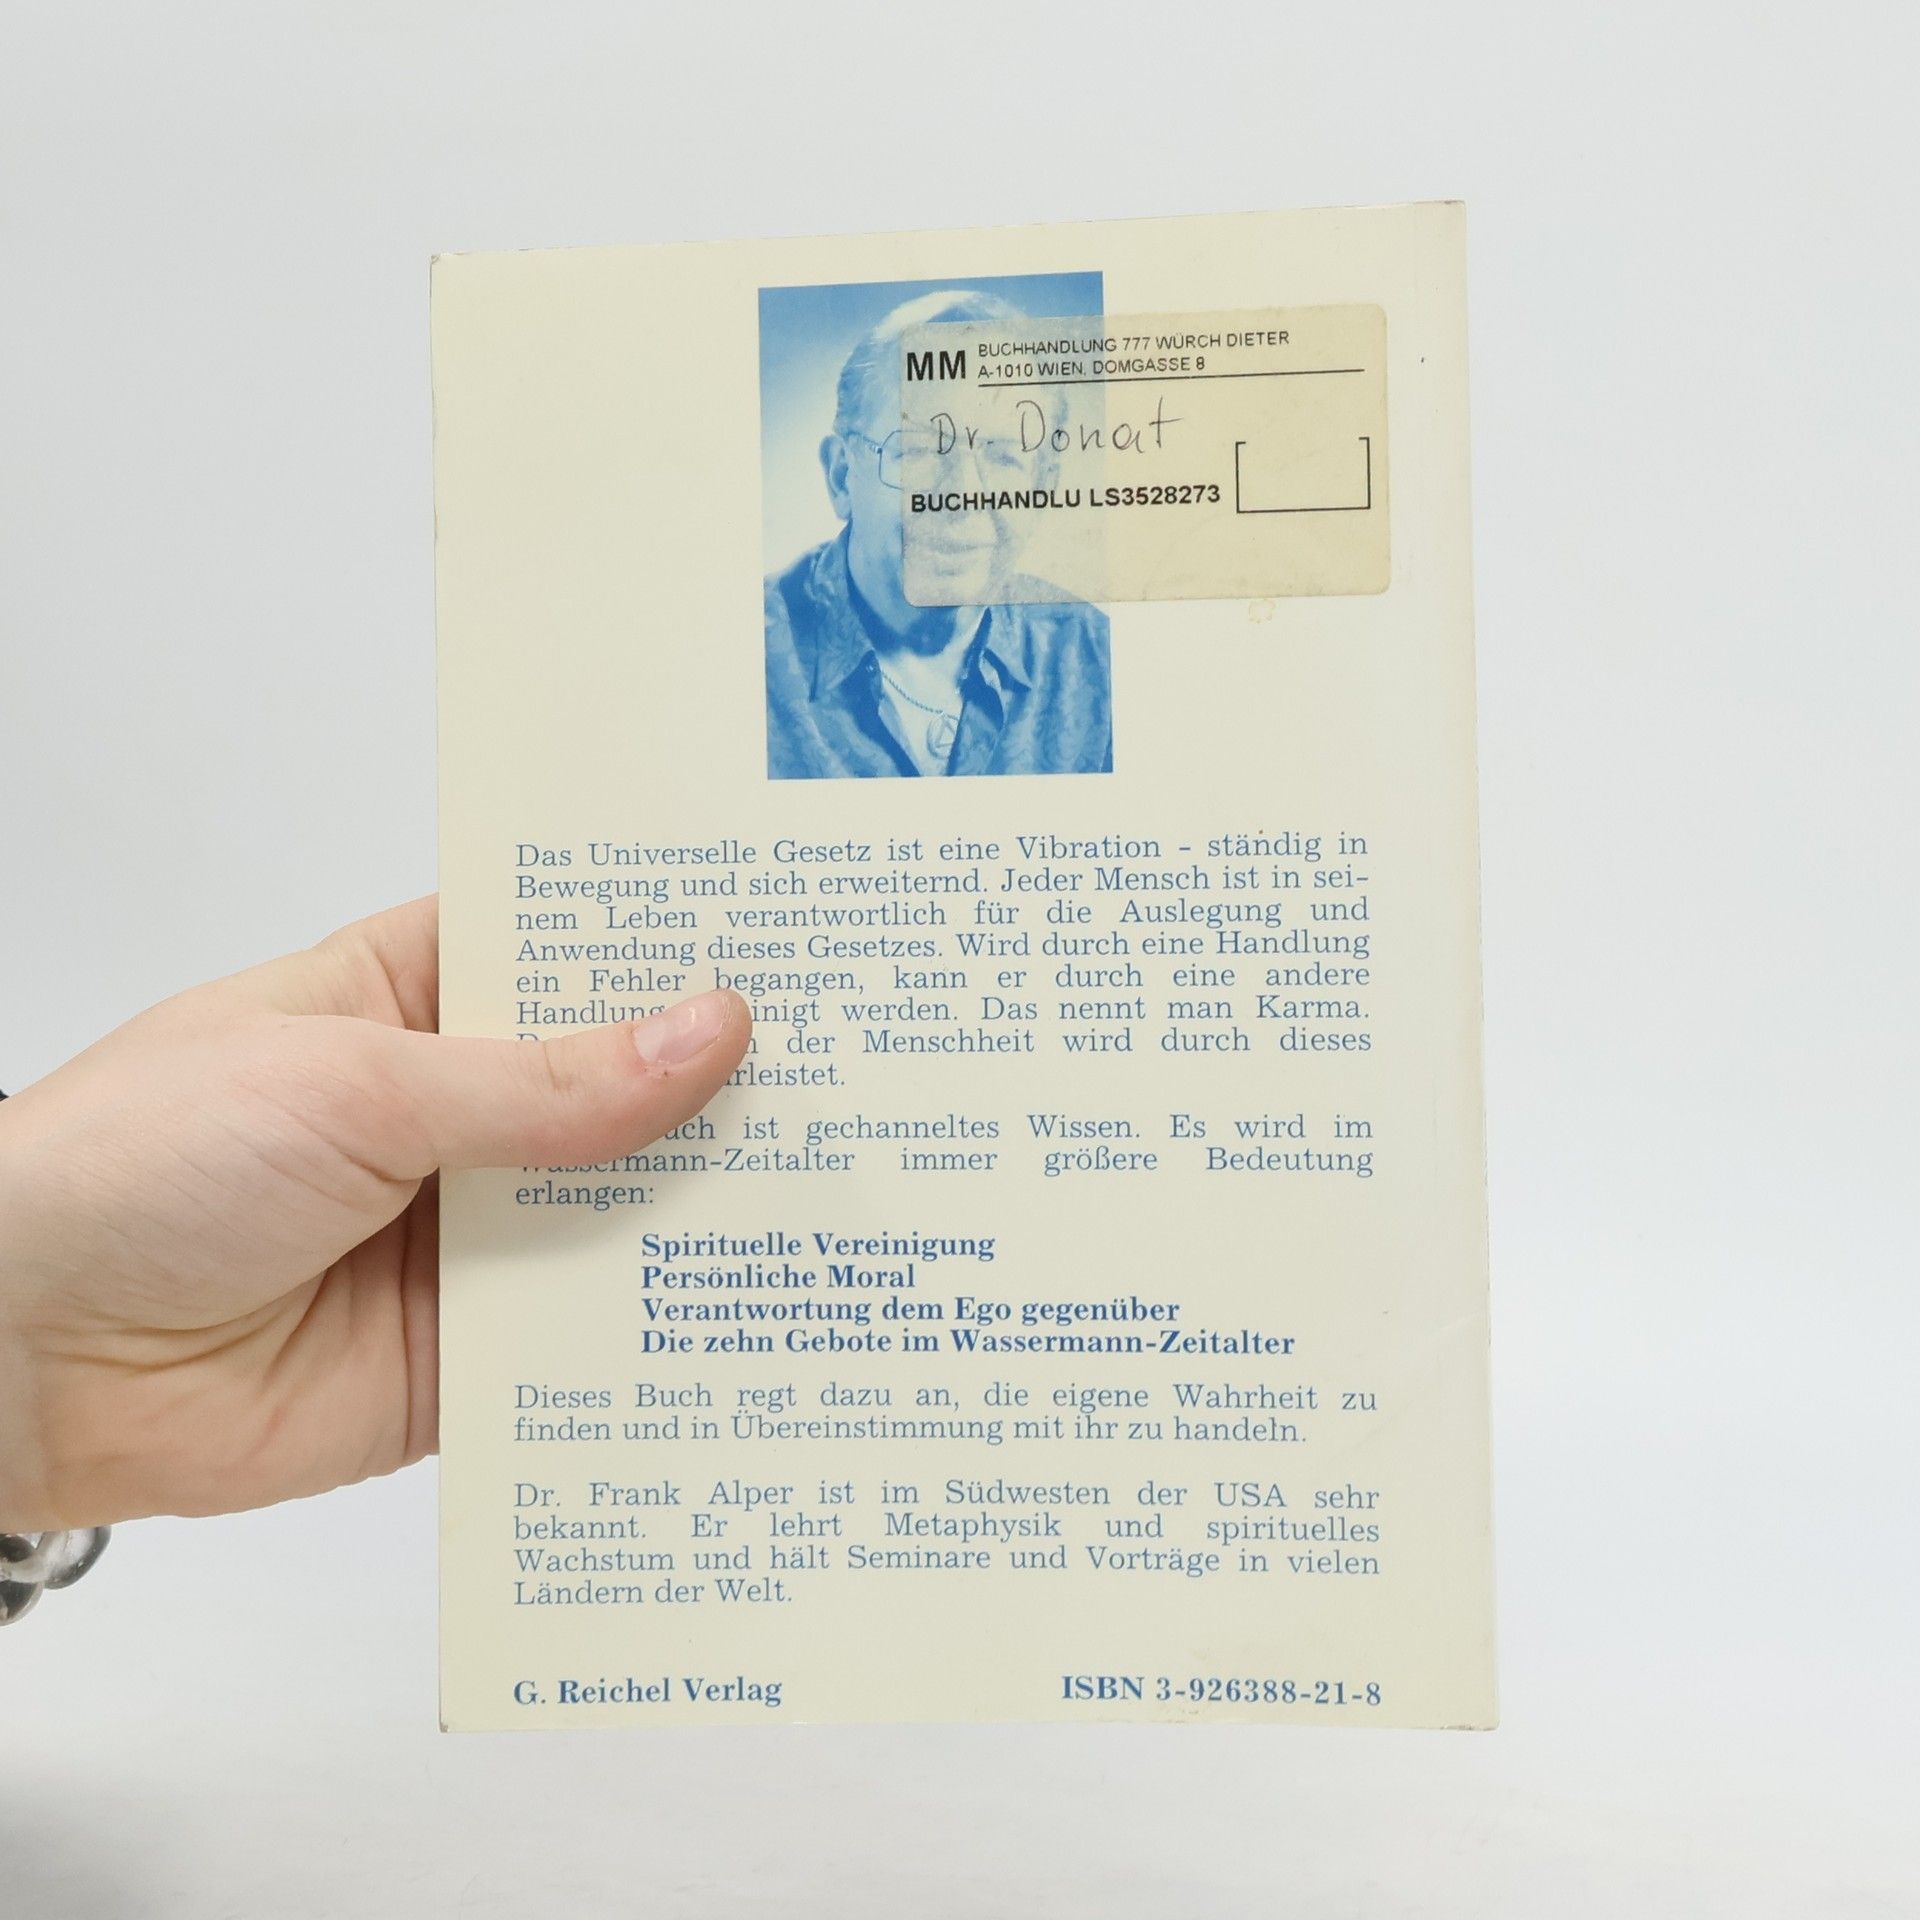 MM BUCHHANDLUNG 777 WÜRCH DIETER
A-1010 WIEN, DOMGASSE 8
Dr. Donat
BUCHHANDLU LS3528273
Das Universelle Gesetz ist eine Vibration - ständig in
Bewegung und sich erweiternd. Jeder Mensch ist in sei-
nem Leben verantwortlich für die Auslegung und
Anwendung dieses Gesetzes. Wird durch eine Handlung
ein Fehler begangen, kann er durch eine andere
Handlung werden. Das nennt man Karma.
der Menschheit wird durch dieses
ist gechanneltes Wissen. Es wird im
Wassermann-Zeitalter immer größere Bedeutung
erlangen:
Spirituelle Vereinigung
Persönliche Moral
Verantwortung dem Ego gegenüber
Die zehn Gebote im Wassermann-Zeitalter
Dieses Buch regt dazu an, die eigene Wahrheit zu
finden und in Übereinstimmung mit ihr zu handeln.
Dr. Frank Alper ist im Südwesten der USA sehr
bekannt. Er lehrt Metaphysik und spirituelles
Wachstum und hält Seminare und Vorträge in vielen
Ländern der Welt.
G. Reichel Verlag ISBN 3-926388-21-8